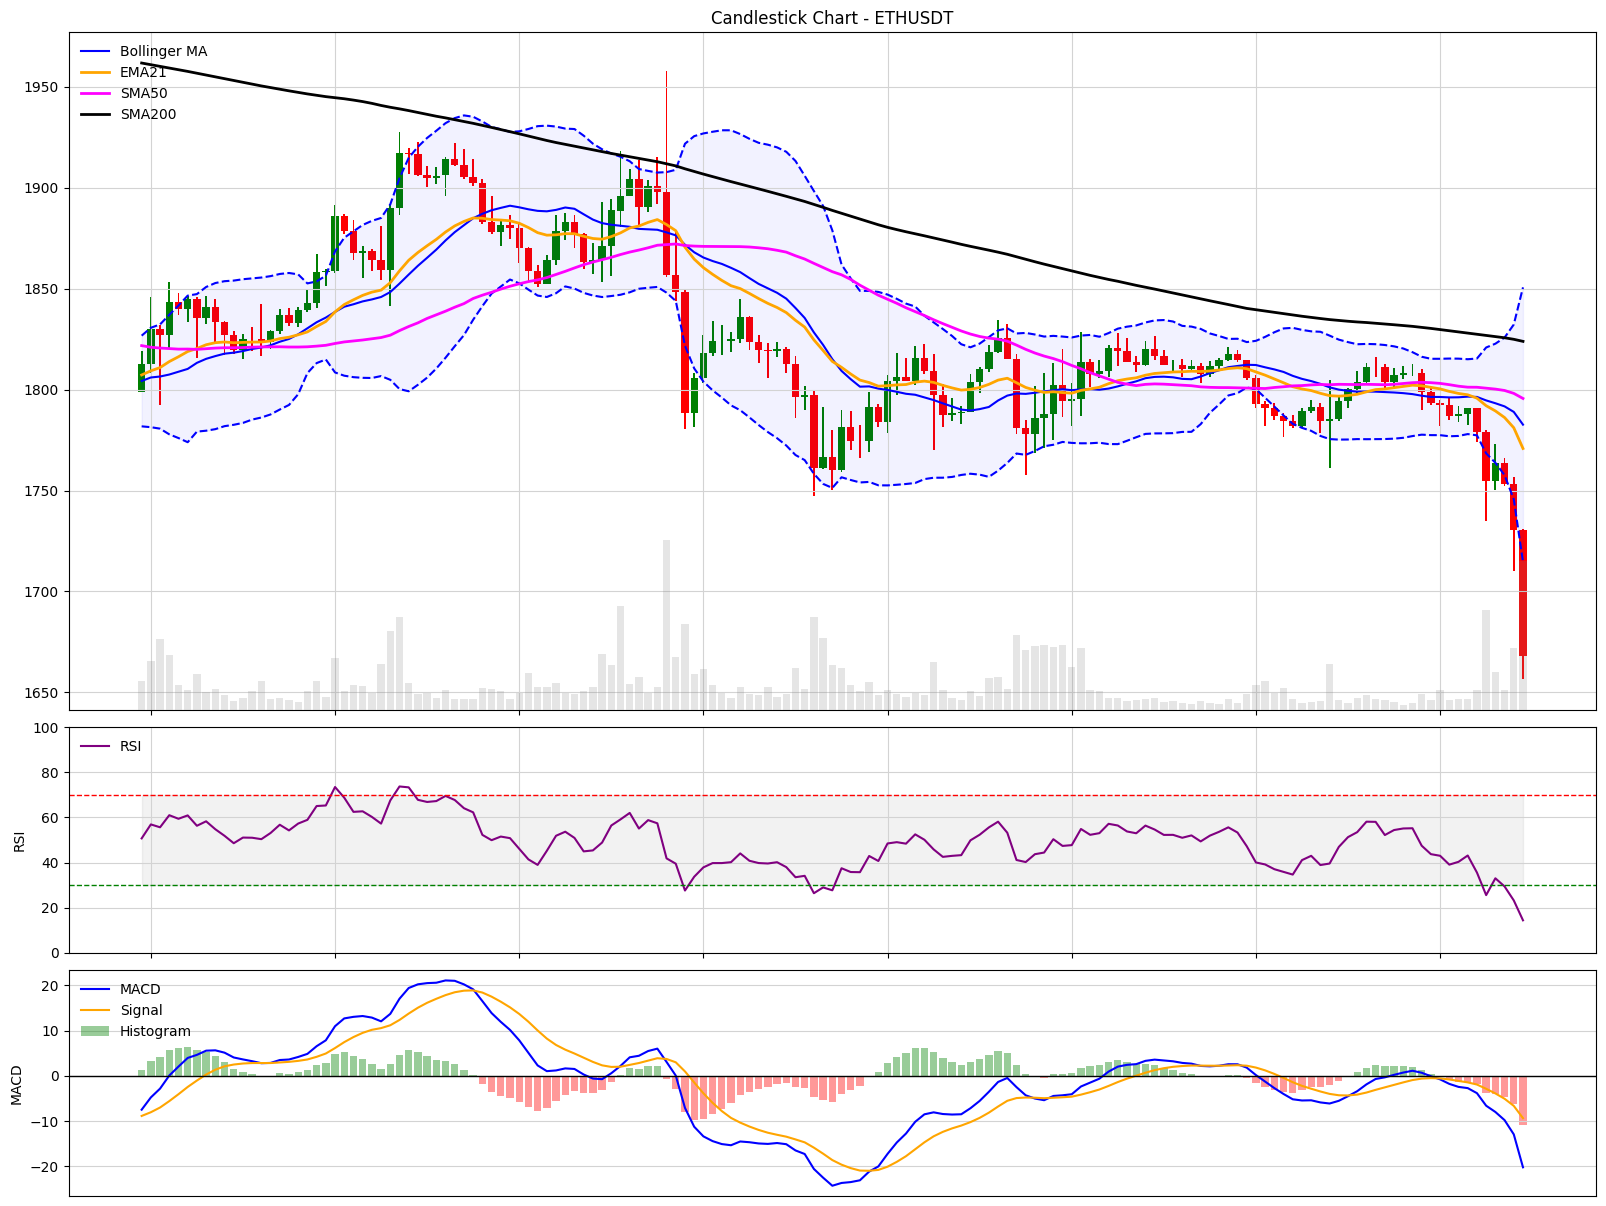 Candlestick Chart - ETHUSDT
Bollinger MA
EMA21
SMA50
SMA200
1950
1900
1850
1800
1750
1700
1650
100
80
60
40
20
0
RSI
RSI
20
10
0
−10
−20
MACD
MACD
Signal
Histogram